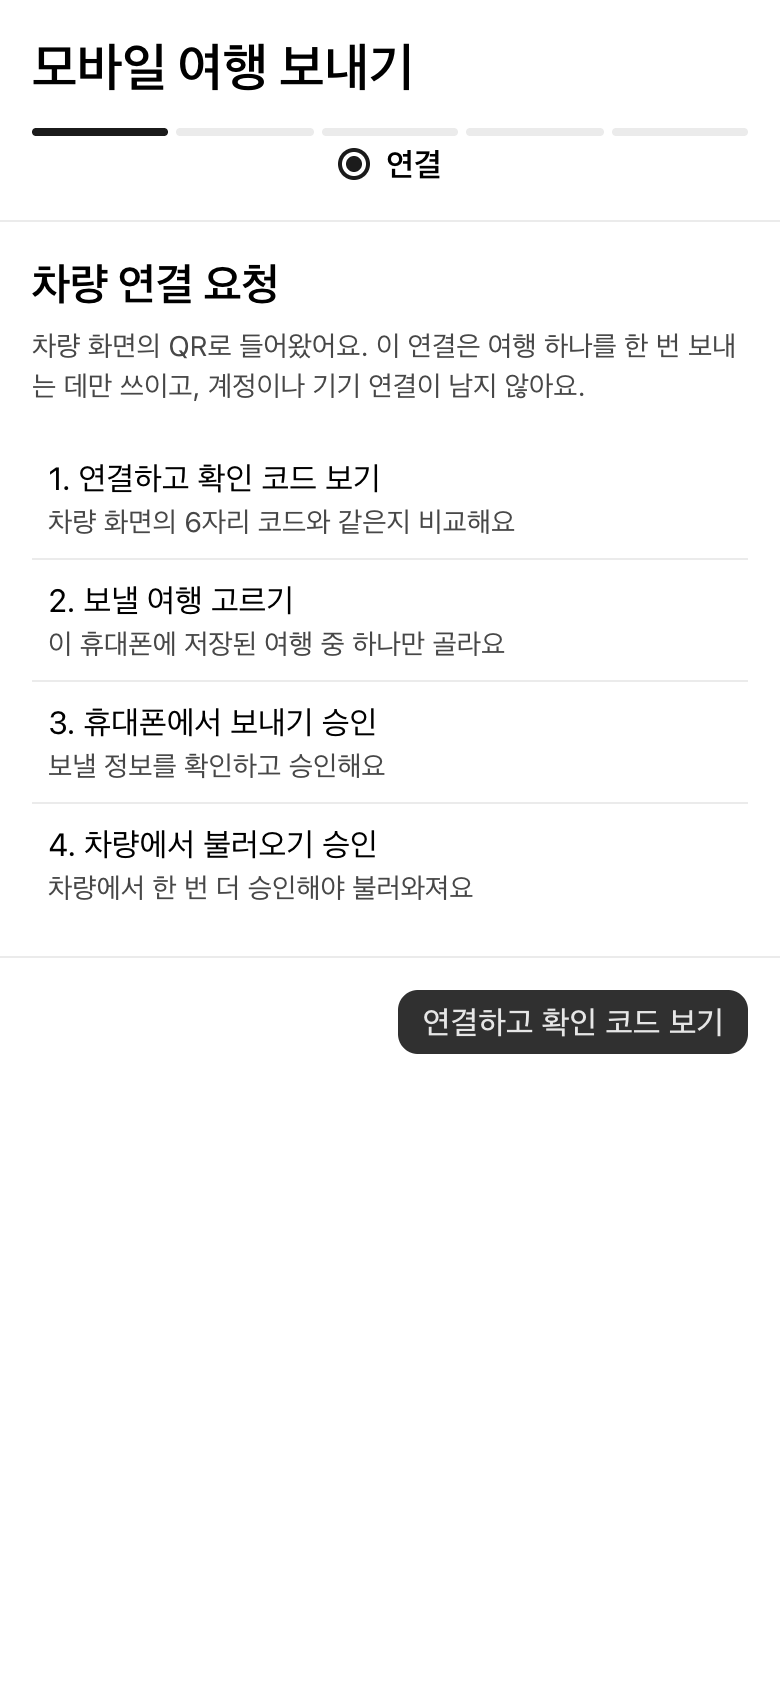 모바일 여행 보내기
연결
차량 연결 요청
차량 화면의 QR로 들어왔어요. 이 연결은 여행 하나를 한 번 보내
는 데만 쓰이고, 계정이나 기기 연결이 남지 않아요.
1. 연결하고 확인 코드 보기
차량 화면의 6자리 코드와 같은지 비교해요
2. 보낼 여행 고르기
이 휴대폰에 저장된 여행 중 하나만 골라요
3. 휴대폰에서 보내기 승인
보낼 정보를 확인하고 승인해요
4. 차량에서 불러오기 승인
차량에서 한 번 더 승인해야 불러와져요
연결하고 확인 코드 보기